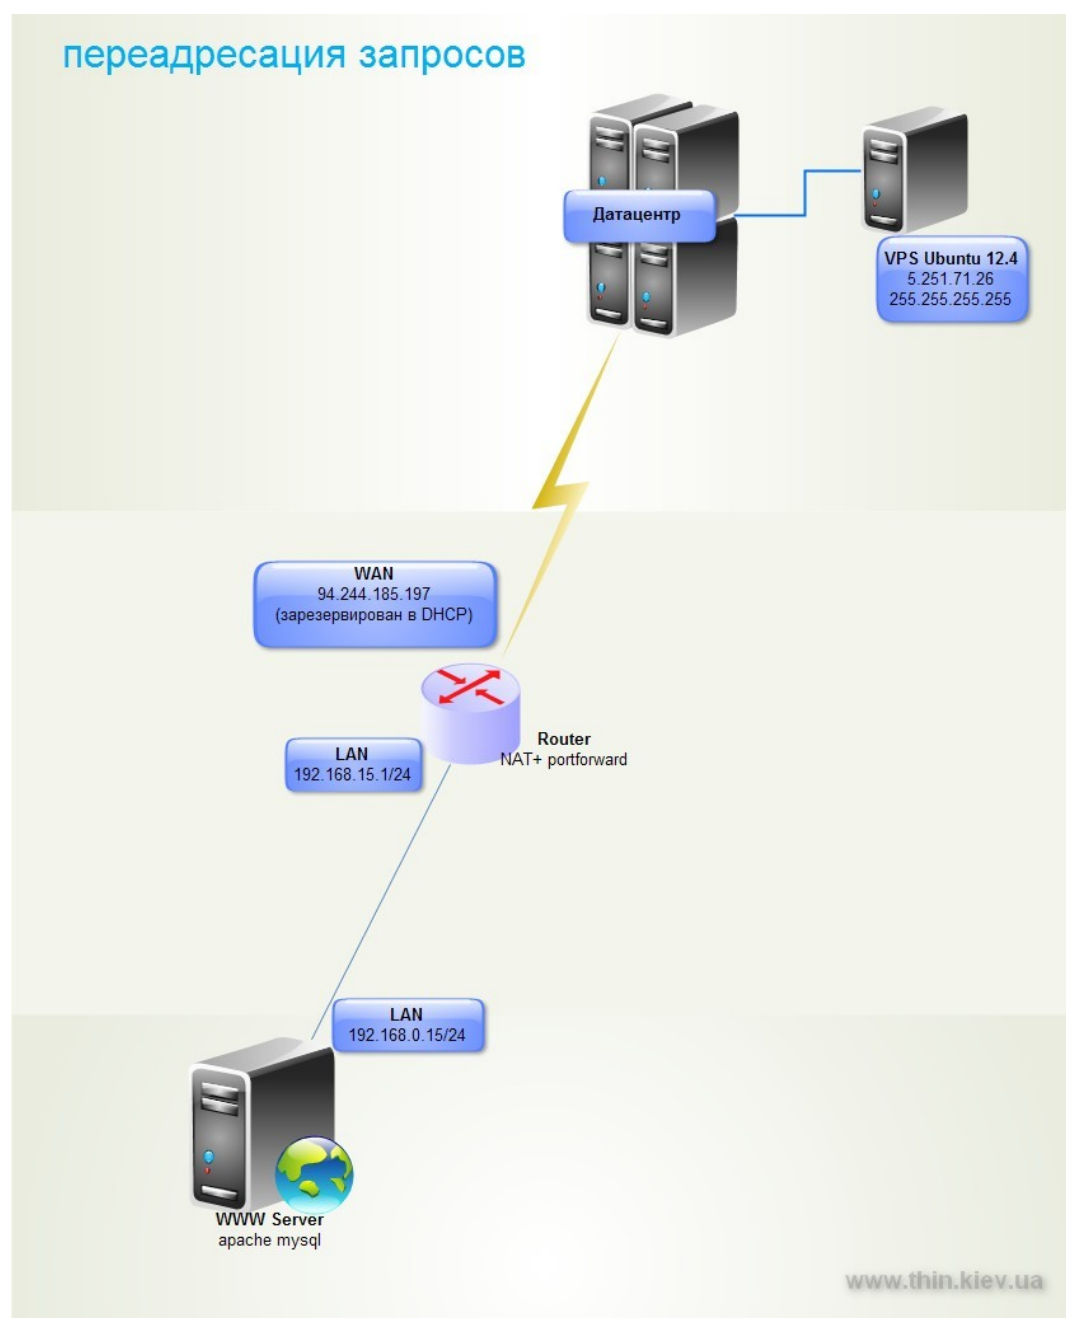 переадресация запросов
Датацентр
VPS Ubuntu 12.4
5.251.71.26
255.255.255.255
WAN
94.244.185.197
(зарезервирован в DHCP)
Router
NAT+ portforward
LAN
192.168.15.1/24
LAN
192.168.0.15/24
WWW Server
apache mysql
www.thin.kiev.ua